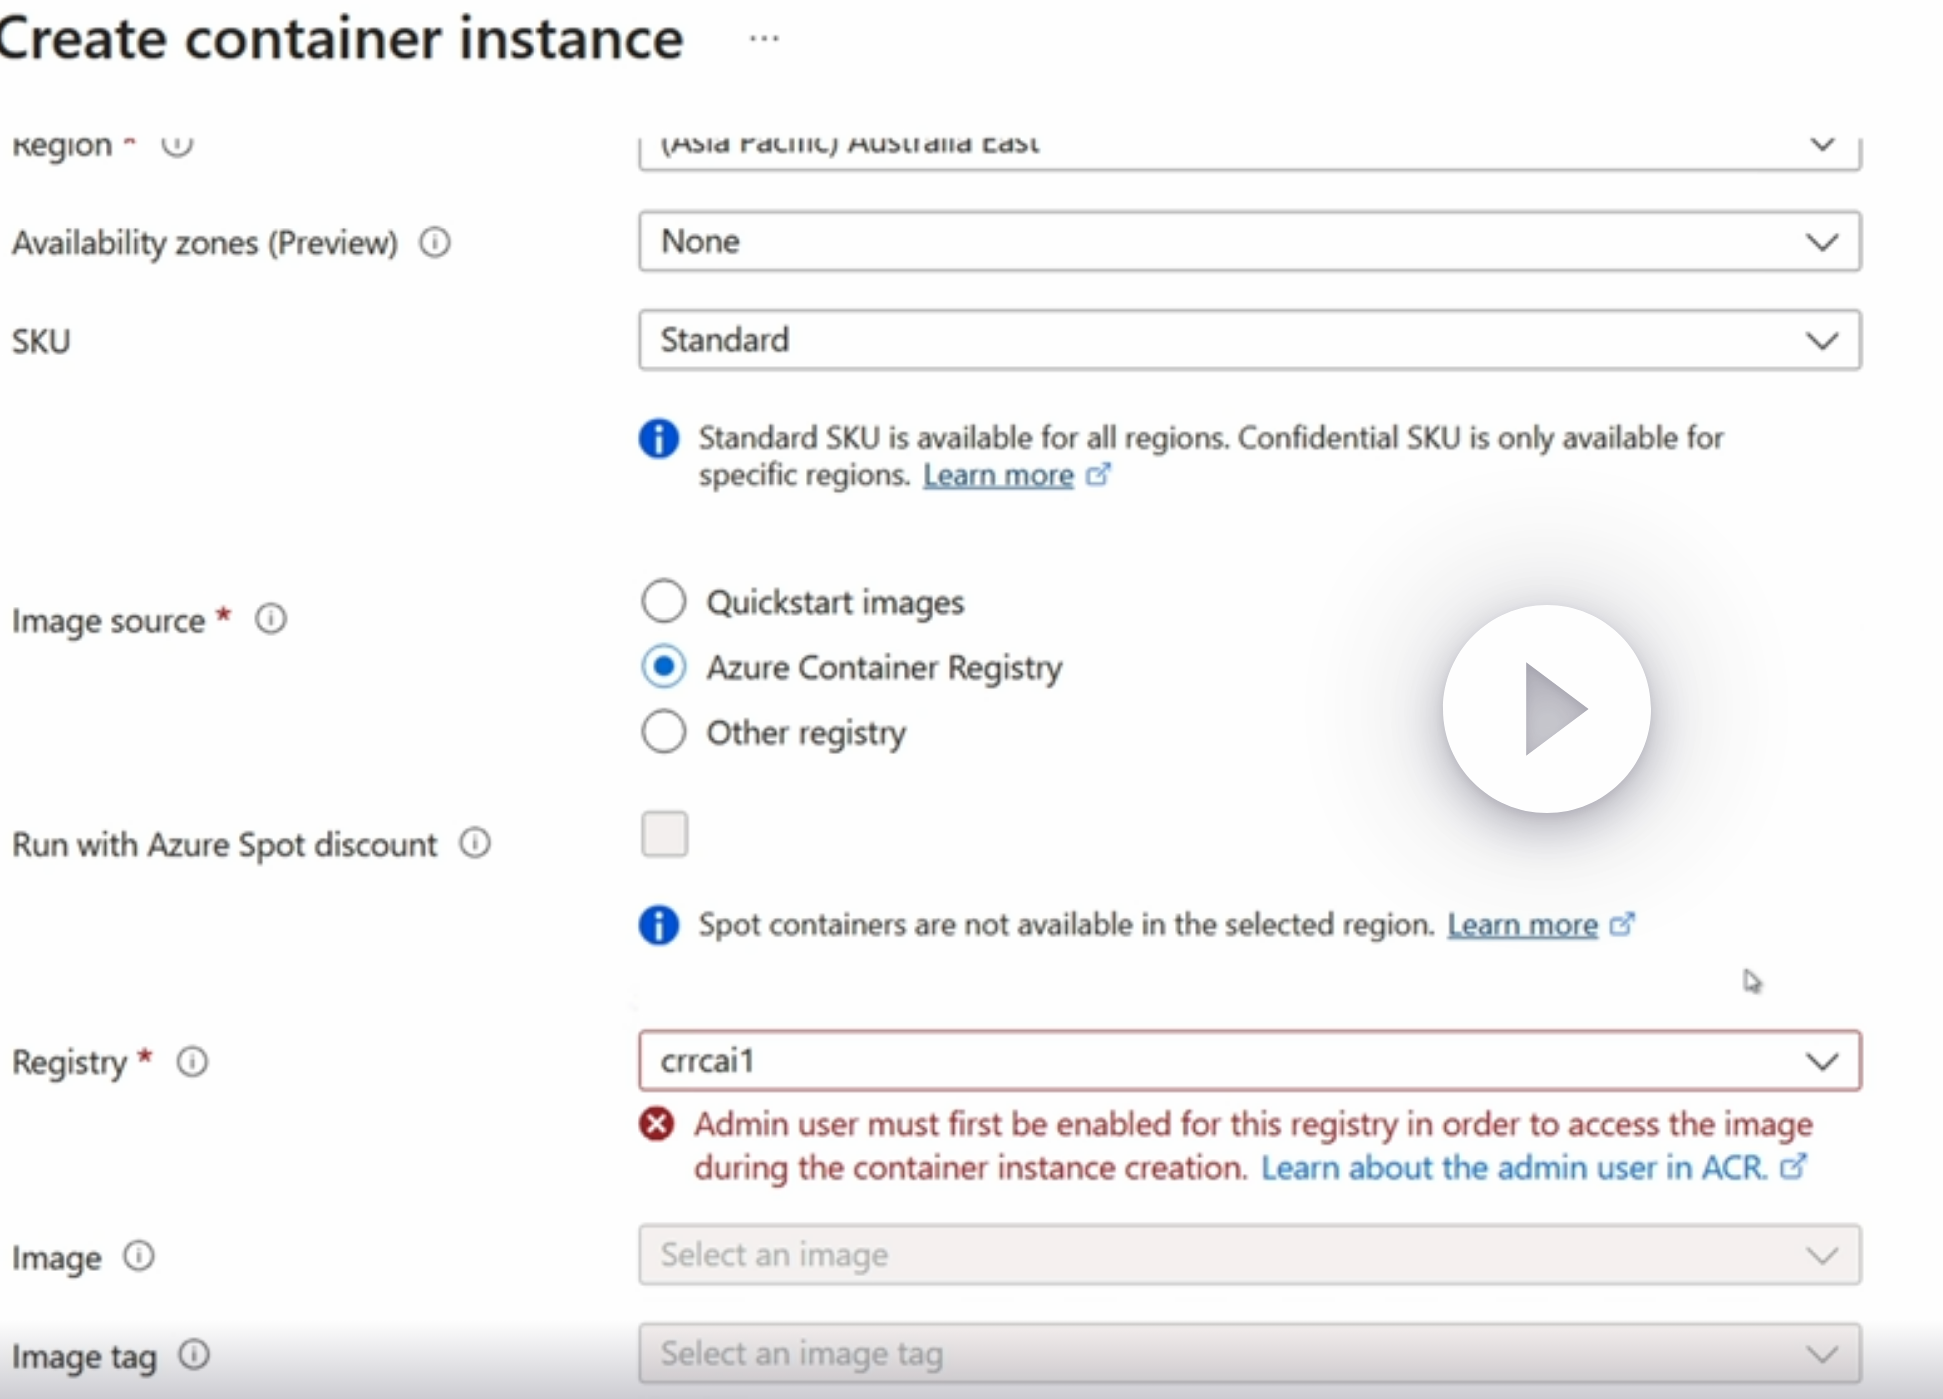 Create container instance ...
Region *
(Asia Pacific) Australia East
Availability zones (Preview)
None
SKU
Standard
Standard SKU is available for all regions. Confidential SKU is only available for
specific regions. Learn more
Image source *
Quickstart images
Azure Container Registry
Other registry
Run with Azure Spot discount
Spot containers are not available in the selected region. Learn more
Registry *
crrcai1
Admin user must first be enabled for this registry in order to access the image
during the container instance creation. Learn about the admin user in ACR.
Image
Select an image
Image tag
Select an image tag